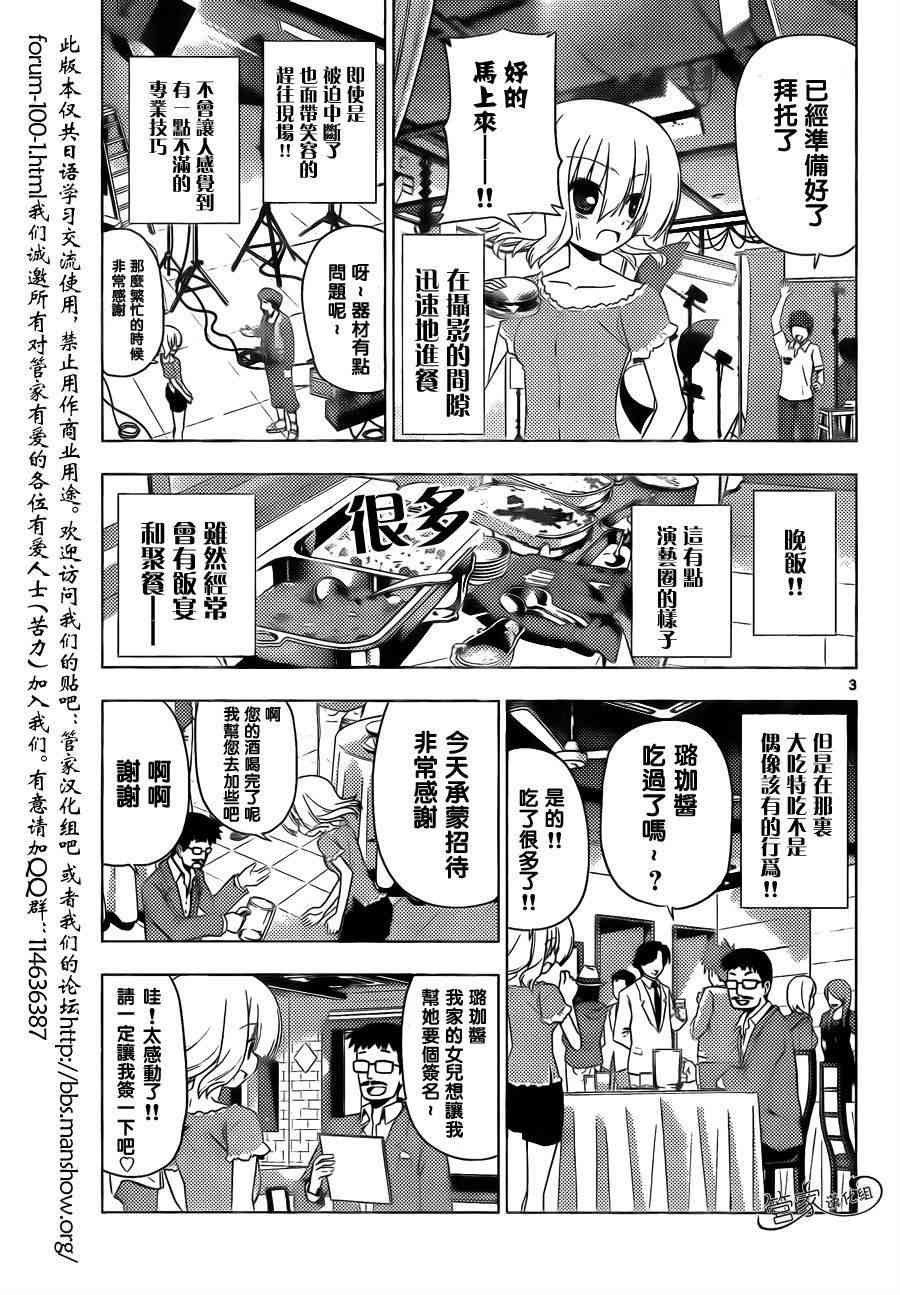 已經準備好了
拜托了
好的
馬上來——!!
在攝影的間隙
迅速地進餐
即使是
被迫中斷了
也面帶笑容的
趕往現場!!
不會讓人感覺到
有一點不滿的
專業技巧
呀~器材有點
問題呢~
那麼繁忙的時候
非常感謝
晚飯!!
這有點
演藝圈的樣子
很多
雖然經常
會有飯宴
和聚餐——
3
但是在那裏
大吃特吃不是
偶像該有的行爲!!
璐珈醬
吃過了嗎~?
是的!!
吃了很多了!!
今天承蒙招待
非常感謝
啊
您的酒喝完了呢
我幫您去加些吧
啊啊
謝謝
璐珈醬
我家的女兒想讓我
幫她要個簽名~
哇!太感動了!!
請一定讓我簽一下吧♡
管家漢化組
此版本仅共日语学习交流使用，禁止用作商业用途。欢迎访问我们的贴吧：管家汉化组吧 或者我们的论坛http://bbs.manshow.org/
forum-100-1.html我们诚邀所有对管家有爱的各位有爱人士(苦力)加入我们。有意请加QQ群：114636387